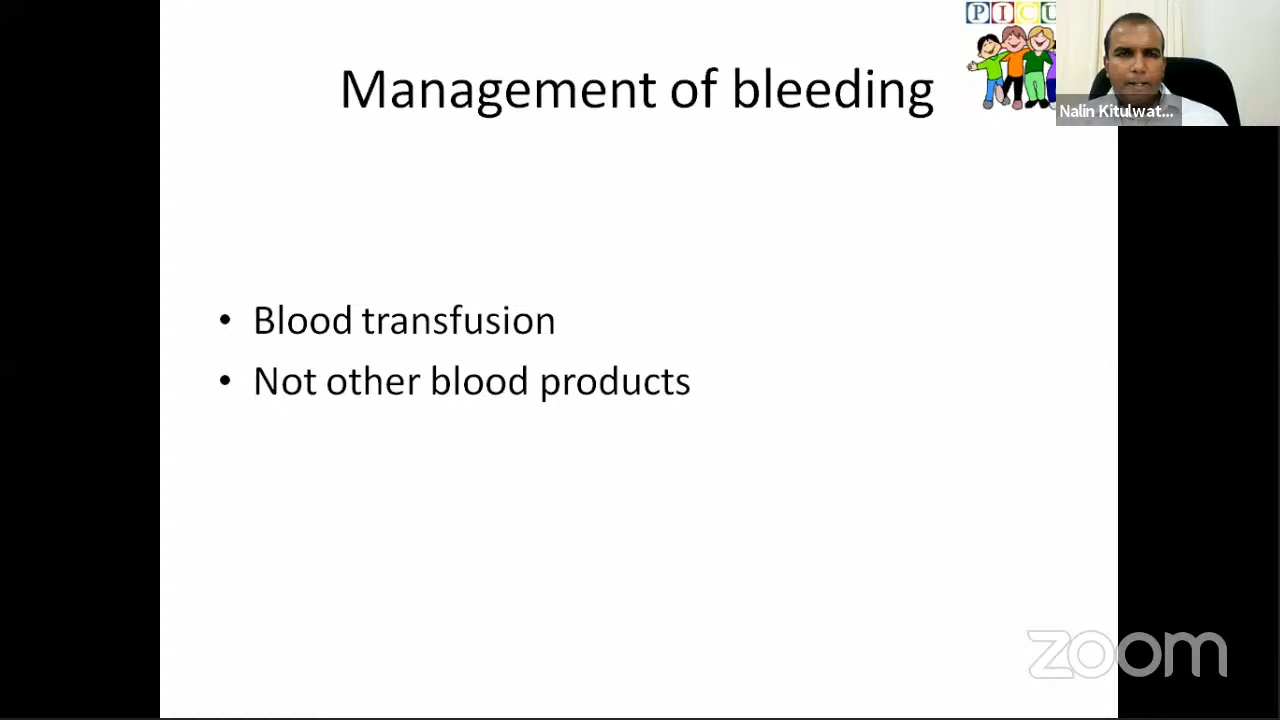 PICU
Management of bleeding
Nalin Kitulwat...
• Blood transfusion
• Not other blood products
zoom